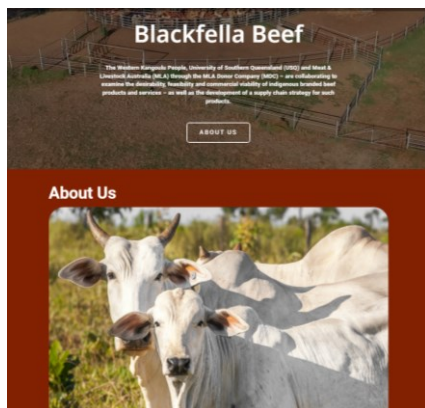 Blackfella Beef
The Western Kangoulu People, University of Southern Queensland (USQ) and Meat &
Livestock Australia (MLA) through the MLA Donor Company (MDC) – are collaborating to
examine the desirability, feasibility and commercial viability of indigenous branded beef
products and services – as well as the development of a supply chain strategy for such
products.
ABOUT US
About Us